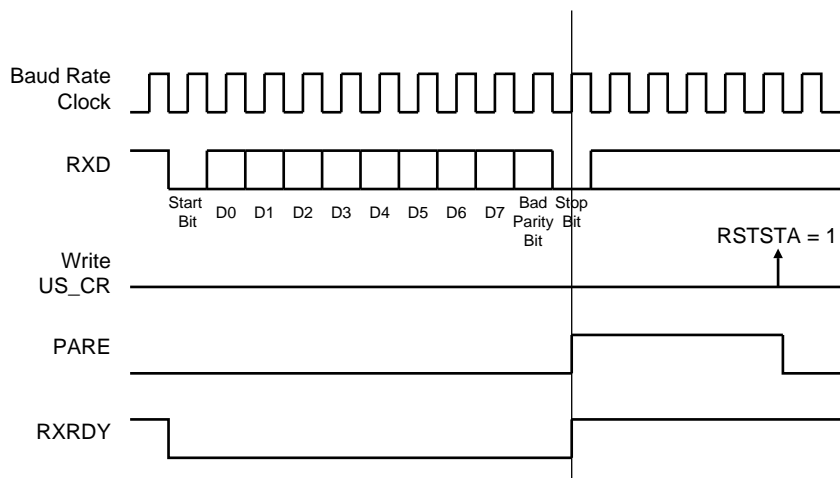 Baud Rate
Clock
RXD
Start
Bit
D0 D1 D2 D3 D4 D5 D6 D7
Bad
Parity
Bit
Stop
Bit
RSTSTA = 1
Write
US_CR
PARE
RXRDY